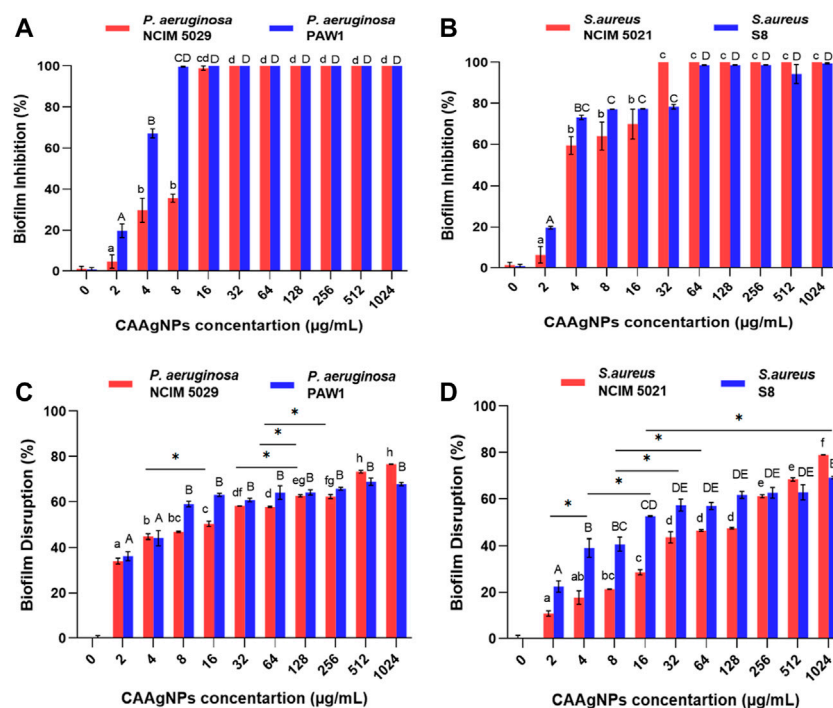 A
P. aeruginosa
NCIM 5029
P. aeruginosa
PAW1
Biofilm Inhibition (%)
100
80
60
40
20
0
a A b B b CD cd D d D d D d D d D d D d D
0 2 4 8 16 32 64 128 256 512 1024
CAAgNPs concentartion (µg/mL)
B
S.aureus
NCIM 5021
S.aureus
S8
Biofilm Inhibition (%)
100
80
60
40
20
0
a A b BC b C b C c C c D c D c D c D c D
0 2 4 8 16 32 64 128 256 512 1024
CAAgNPs concentartion (µg/mL)
C
P. aeruginosa
NCIM 5029
P. aeruginosa
PAW1
Biofilm Disruption (%)
100
80
60
40
20
0
* * * *
a A b B bc B c B df B d B eg B fg B h B h B
0 2 4 8 16 32 64 128 256 512 1024
CAAgNPs concentartion (µg/mL)
D
S.aureus
NCIM 5021
S.aureus
S8
Biofilm Disruption (%)
100
80
60
40
20
0
* * * * *
a A ab B bc BC c CD d DE d DE d DE e DE e DE f
0 2 4 8 16 32 64 128 256 512 1024
CAAgNPs concentartion (µg/mL)